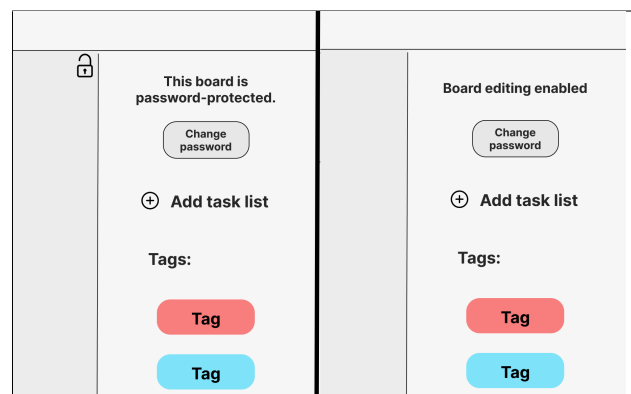 This board is
password-protected.
Change
password
Add task list
Tags:
Tag
Tag
Board editing enabled
Change
password
Add task list
Tags:
Tag
Tag